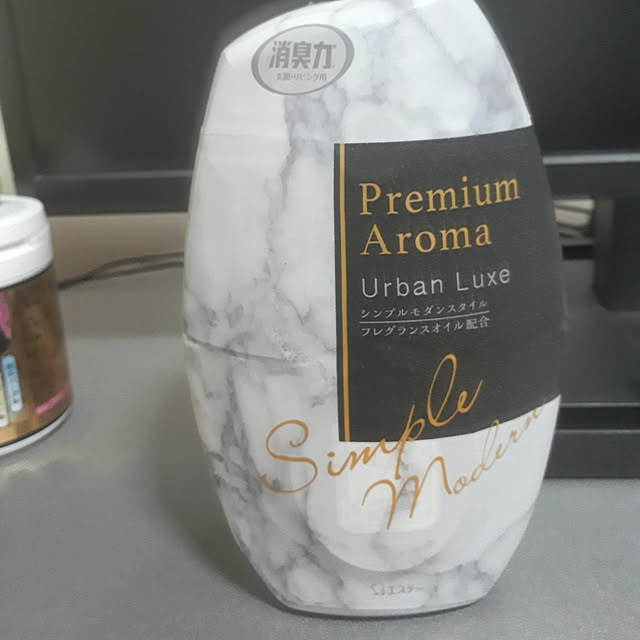 消臭力
玄関・リビング用
Premium
Aroma
Urban Luxe
シンプルモダンスタイル
フレグランスオイル配合
Simple
Modern
エステー